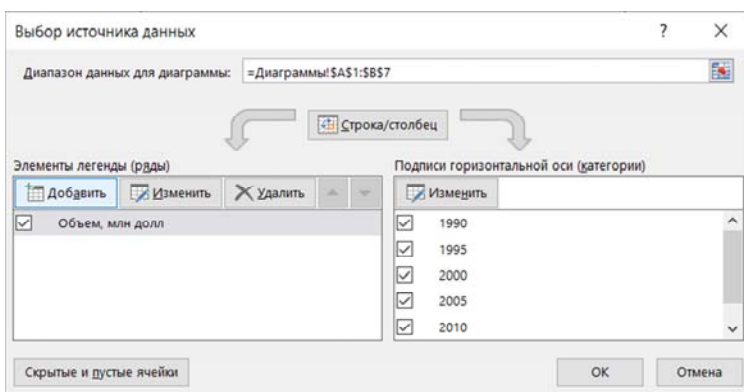 Выбор источника данных ? ×
Диапазон данных для диаграммы: =Диаграммы!$A$1:$B$7
Строка/столбец
Элементы легенды (ряды)
Добавить Изменить Удалить
Объем, млн долл
Подписи горизонтальной оси (категории)
Изменить
1990
1995
2000
2005
2010
Скрытые и пустые ячейки
ОК Отмена